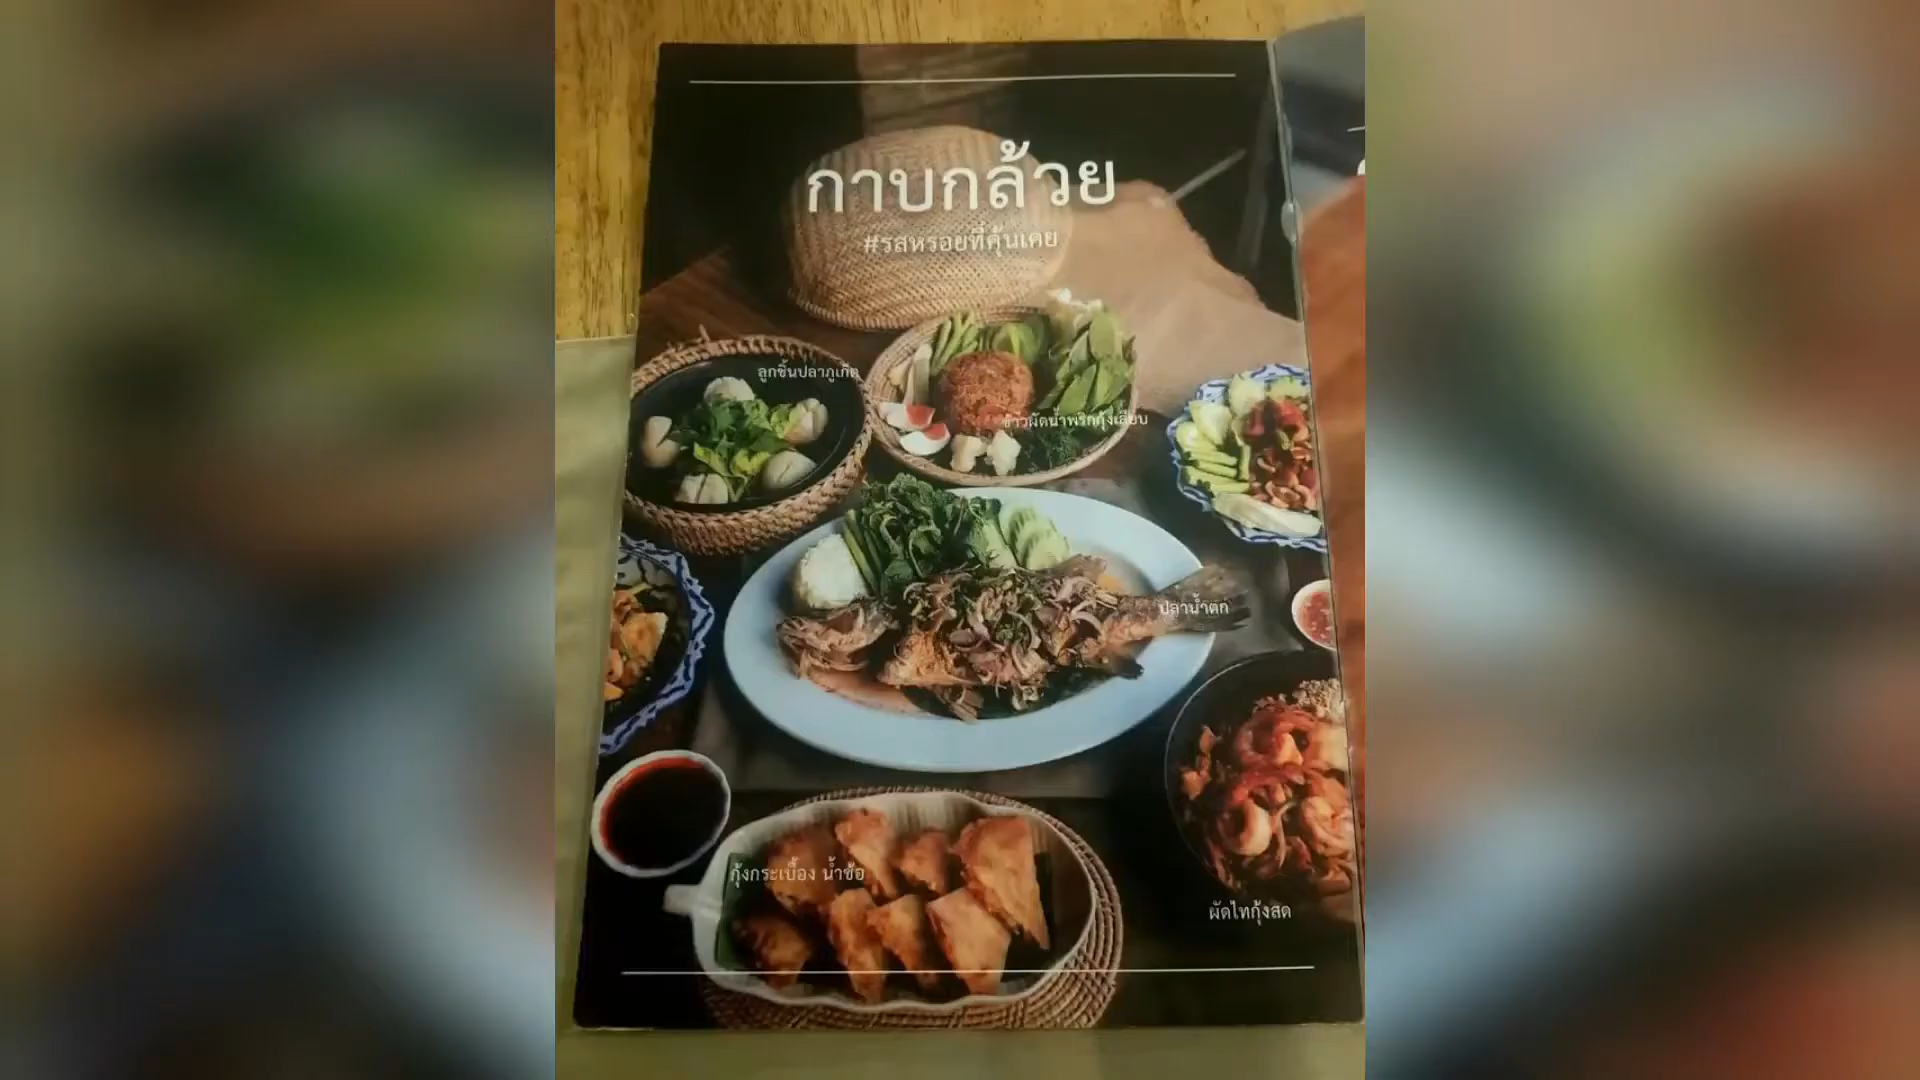 กาบกล้วย
#รสหรอยที่คุ้นเคย
ลูกชิ้นปลาภูเก็ต
ข้าวผัดน้ำพริกกุ้งเสียบ
ปลาน้ำตก
กุ้งกระเบื้อง น้ำช้อ
ผัดไทกุ้งสด